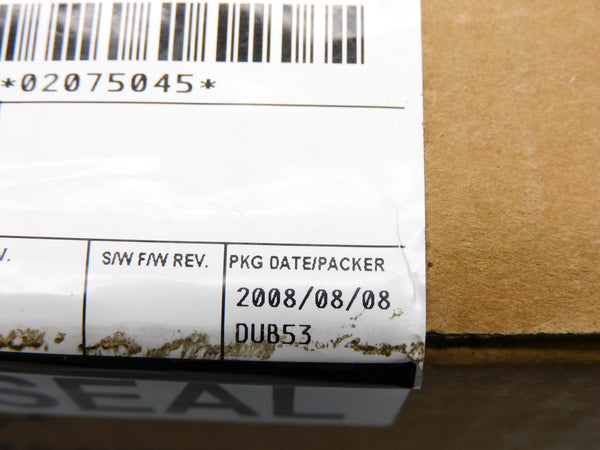 *02075045*
V. S/W F/W REV. PKG DATE/PACKER
2008/08/08
DUB53
SEAL